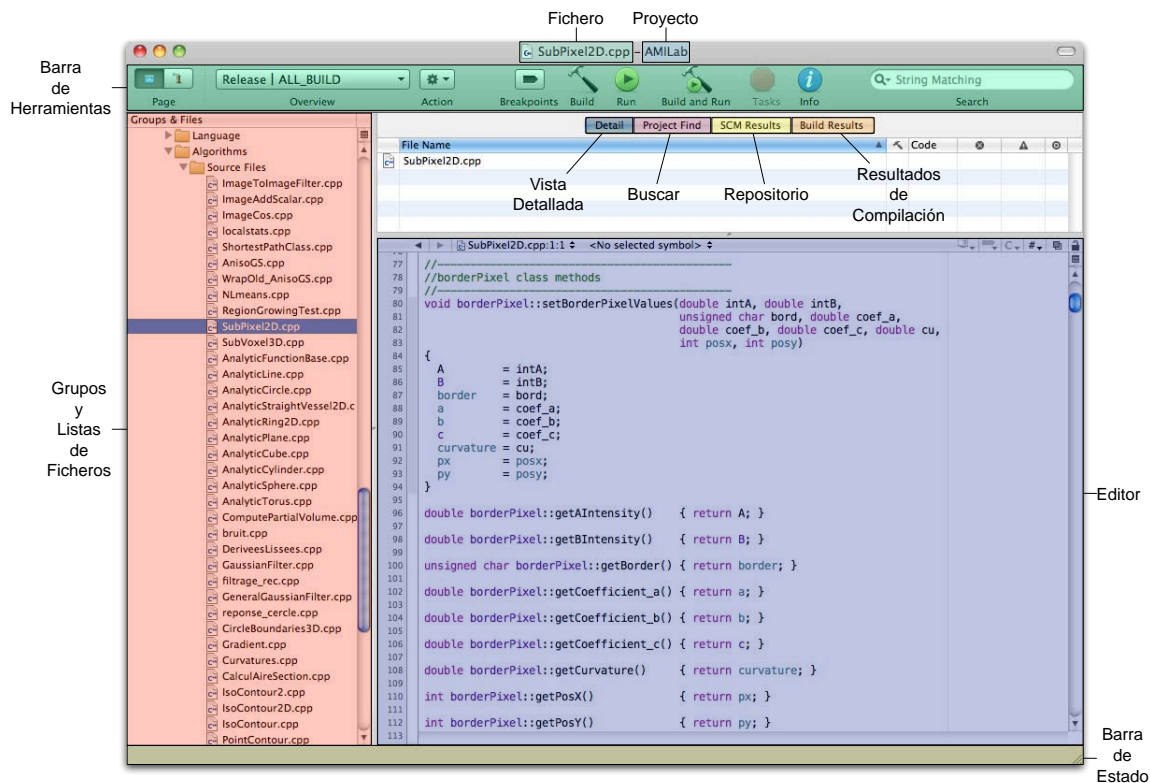 Fichero Proyecto
SubPixel2D.cpp – AMILab
Barra
de
Herramientas
Release | ALL_BUILD
String Matching
Page Overview Action Breakpoints Build Run Build and Run Tasks Info Search
Groups & Files
Language
Algorithms
Source Files
ImageToImageFilter.cpp
ImageAddScalar.cpp
ImageCos.cpp
localstats.cpp
ShortestPathClass.cpp
AnisoGS.cpp
WrapOld_AnisoGS.cpp
NLmeans.cpp
RegionGrowingTest.cpp
SubPixel2D.cpp
SubVoxel3D.cpp
AnalyticFunctionBase.cpp
AnalyticLine.cpp
AnalyticCircle.cpp
AnalyticStraightVessel2D.c
AnalyticRing2D.cpp
AnalyticPlane.cpp
AnalyticCube.cpp
AnalyticCylinder.cpp
AnalyticSphere.cpp
AnalyticTorus.cpp
ComputePartialVolume.cpp
bruit.cpp
DeriveesLissees.cpp
GaussianFilter.cpp
filtrage_rec.cpp
GeneralGaussianFilter.cpp
reponse_cercle.cpp
CircleBoundaries3D.cpp
Gradient.cpp
Curvatures.cpp
CalculAireSection.cpp
IsoContour2.cpp
IsoContour2D.cpp
IsoContour.cpp
PointContour.cpp
Grupos
y
Listas
de
Ficheros
Detail Project Find SCM Results Build Results
File Name Code
SubPixel2D.cpp
Vista
Detallada
Buscar
Repositorio
Resultados
de
Compilación
SubPixel2D.cpp:1:1 <No selected symbol> C #
76
77 //------------------------------------------------
78 //borderPixel class methods
79 //------------------------------------------------
80 void borderPixel::setBorderPixelValues(double intA, double intB,
81 unsigned char bord, double coef_a,
82 double coef_b, double coef_c, double cu,
83 int posx, int posy)
84 {
85 A = intA;
86 B = intB;
87 border = bord;
88 a = coef_a;
89 b = coef_b;
90 c = coef_c;
91 curvature = cu;
92 px = posx;
93 py = posy;
94 }
95
96 double borderPixel::getAIntensity() { return A; }
97
98 double borderPixel::getBIntensity() { return B; }
99
100 unsigned char borderPixel::getBorder() { return border; }
101
102 double borderPixel::getCoefficient_a() { return a; }
103
104 double borderPixel::getCoefficient_b() { return b; }
105
106 double borderPixel::getCoefficient_c() { return c; }
107
108 double borderPixel::getCurvature() { return curvature; }
109
110 int borderPixel::getPosX() { return px; }
111
112 int borderPixel::getPosY() { return py; }
113
Editor
Barra
de
Estado